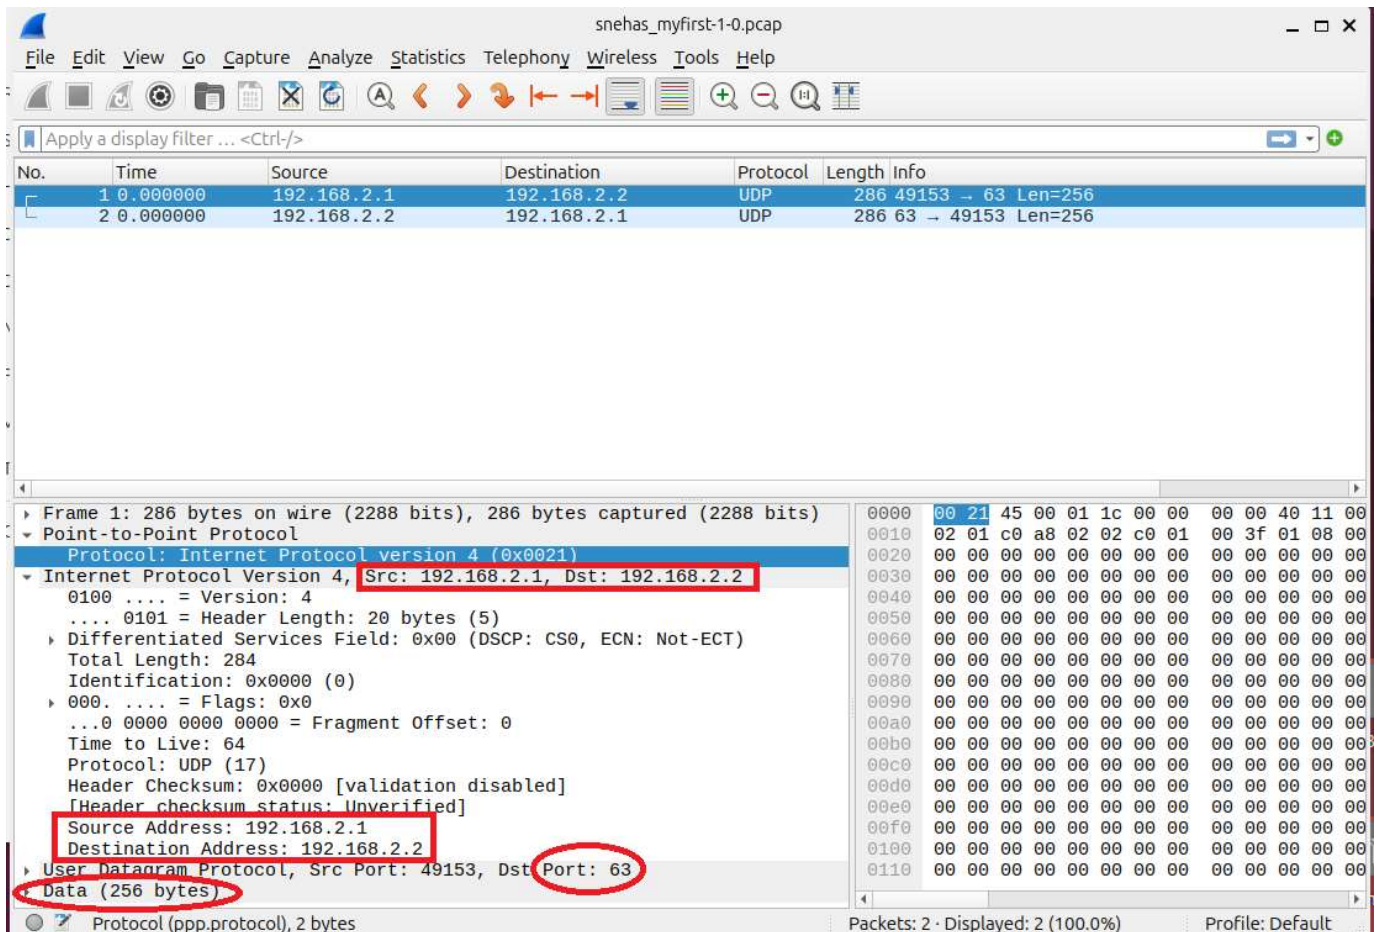 snehas_myfirst-1-0.pcap
File Edit View Go Capture Analyze Statistics Telephony Wireless Tools Help
Apply a display filter … <Ctrl-/>
No. Time Source Destination Protocol Length Info
1 0.000000 192.168.2.1 192.168.2.2 UDP 286 49153 → 63 Len=256
2 0.000000 192.168.2.2 192.168.2.1 UDP 286 63 → 49153 Len=256
Frame 1: 286 bytes on wire (2288 bits), 286 bytes captured (2288 bits)
Point-to-Point Protocol
Protocol: Internet Protocol version 4 (0x0021)
Internet Protocol Version 4, Src: 192.168.2.1, Dst: 192.168.2.2
0100 .... = Version: 4
.... 0101 = Header Length: 20 bytes (5)
Differentiated Services Field: 0x00 (DSCP: CS0, ECN: Not-ECT)
Total Length: 284
Identification: 0x0000 (0)
000. .... = Flags: 0x0
...0 0000 0000 0000 = Fragment Offset: 0
Time to Live: 64
Protocol: UDP (17)
Header Checksum: 0x0000 [validation disabled]
[Header checksum status: Unverified]
Source Address: 192.168.2.1
Destination Address: 192.168.2.2
User Datagram Protocol, Src Port: 49153, Dst Port: 63
Data (256 bytes)
0000 00 21 45 00 01 1c 00 00 00 00 40 11 00
0010 02 01 c0 a8 02 02 c0 01 00 3f 01 08 00
0020 00 00 00 00 00 00 00 00 00 00 00 00 00
0030 00 00 00 00 00 00 00 00 00 00 00 00 00
0040 00 00 00 00 00 00 00 00 00 00 00 00 00
0050 00 00 00 00 00 00 00 00 00 00 00 00 00
0060 00 00 00 00 00 00 00 00 00 00 00 00 00
0070 00 00 00 00 00 00 00 00 00 00 00 00 00
0080 00 00 00 00 00 00 00 00 00 00 00 00 00
0090 00 00 00 00 00 00 00 00 00 00 00 00 00
00a0 00 00 00 00 00 00 00 00 00 00 00 00 00
00b0 00 00 00 00 00 00 00 00 00 00 00 00 00
00c0 00 00 00 00 00 00 00 00 00 00 00 00 00
00d0 00 00 00 00 00 00 00 00 00 00 00 00 00
00e0 00 00 00 00 00 00 00 00 00 00 00 00 00
00f0 00 00 00 00 00 00 00 00 00 00 00 00 00
0100 00 00 00 00 00 00 00 00 00 00 00 00 00
0110 00 00 00 00 00 00 00 00 00 00 00 00 00
Protocol (ppp.protocol), 2 bytes
Packets: 2 · Displayed: 2 (100.0%)
Profile: Default